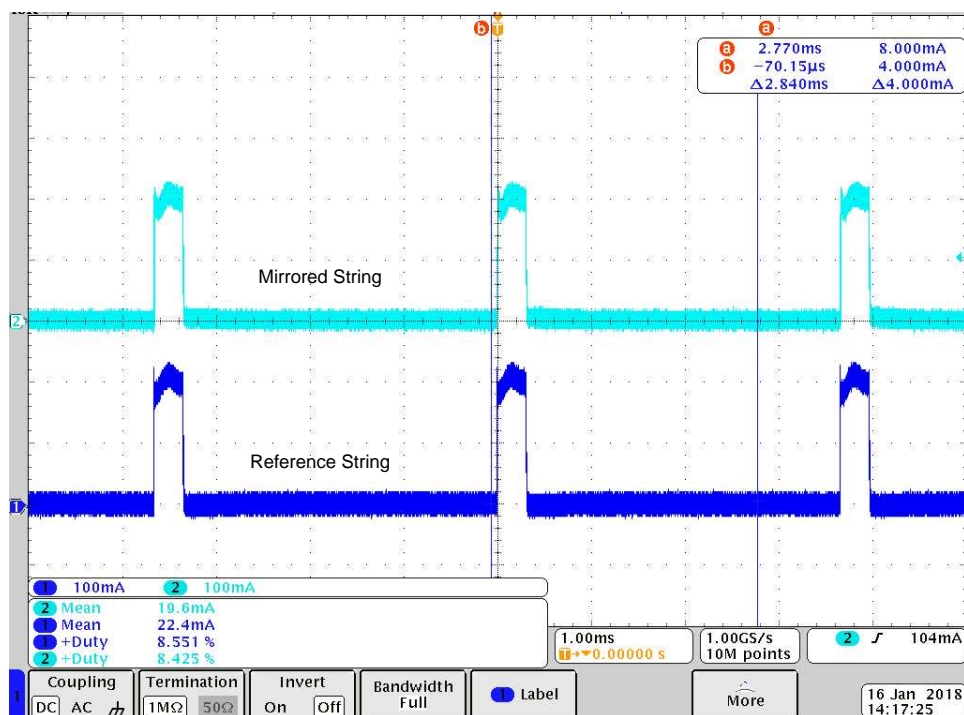 b T a
a 2.770ms 8.000mA
b −70.15µs 4.000mA
Δ2.840ms Δ4.000mA
Mirrored String
2
Reference String
1 100mA 2 100mA
2 Mean 19.6mA
1 Mean 22.4mA
1 +Duty 8.551 %
2 +Duty 8.425 %
1.00ms
T→▾0.00000 s
1.00GS/s
10M points
2 104mA
1
Coupling
DC AC
Termination
1MΩ 50Ω
Invert
On Off
Bandwidth
Full
1 Label
More
16 Jan 2018
14:17:25